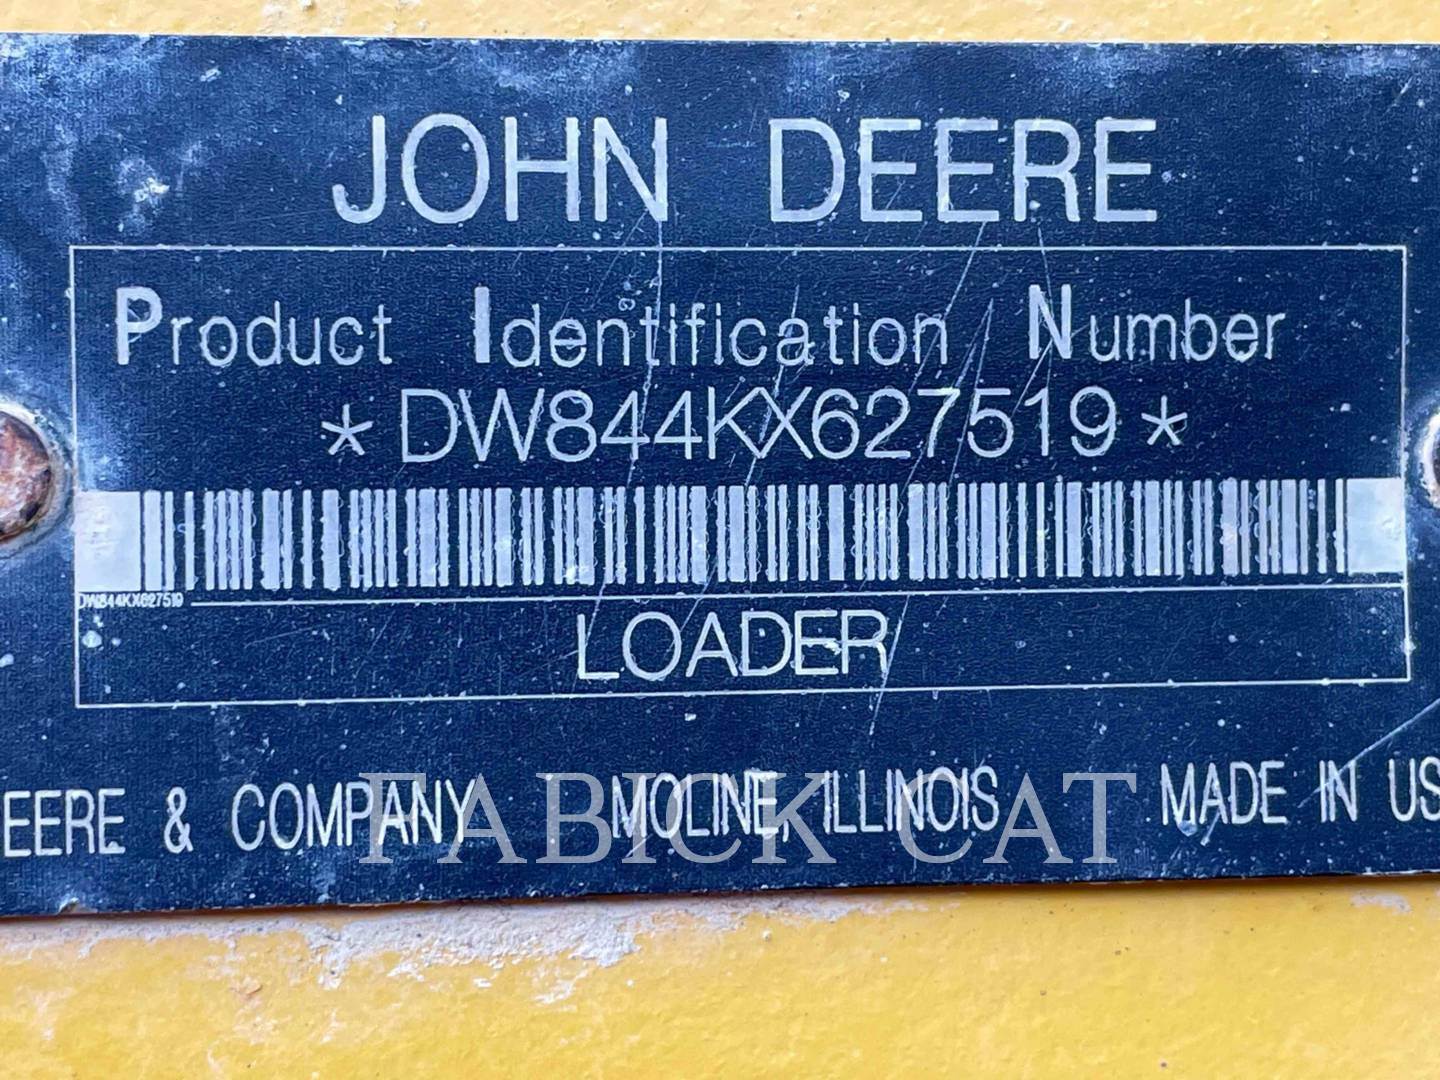 JOHN DEERE
Product Identification Number
*DW844KX627519*
DW844KX627519
LOADER
EERE & COMPANY MOLINE, ILLINOIS MADE IN US
FABICK CAT